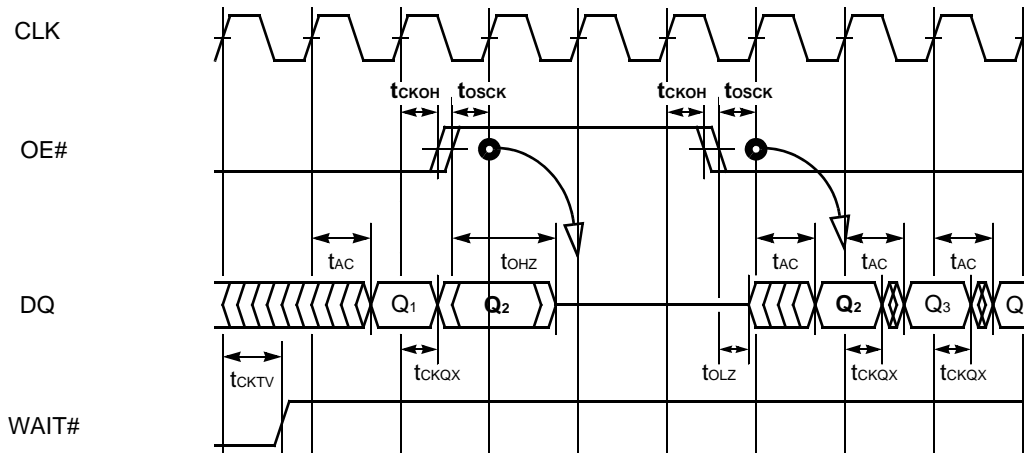 CLK
tCKOH tOSCK tCKOH tOSCK
OE#
tAC tOHZ tAC tAC tAC
DQ Q1 Q2 Q2 Q3 Q
tCKTV tCKQX tOLZ tCKQX tCKQX
WAIT#